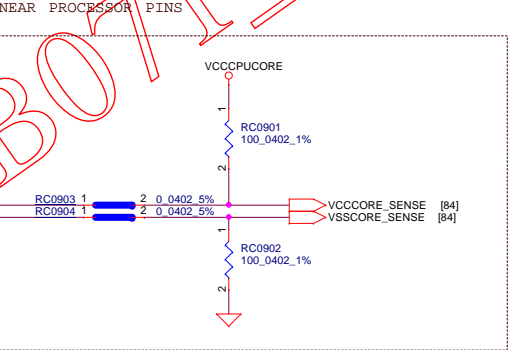 NEAR PROCESSOR PINS
VCCCPUCORE
1
RC0901
100_0402_1%
2
RC0903 1 2 0_0402_5%
VCCCORE_SENSE [84]
RC0904 1 2 0_0402_5%
VSSCORE_SENSE [84]
1
RC0902
100_0402_1%
2